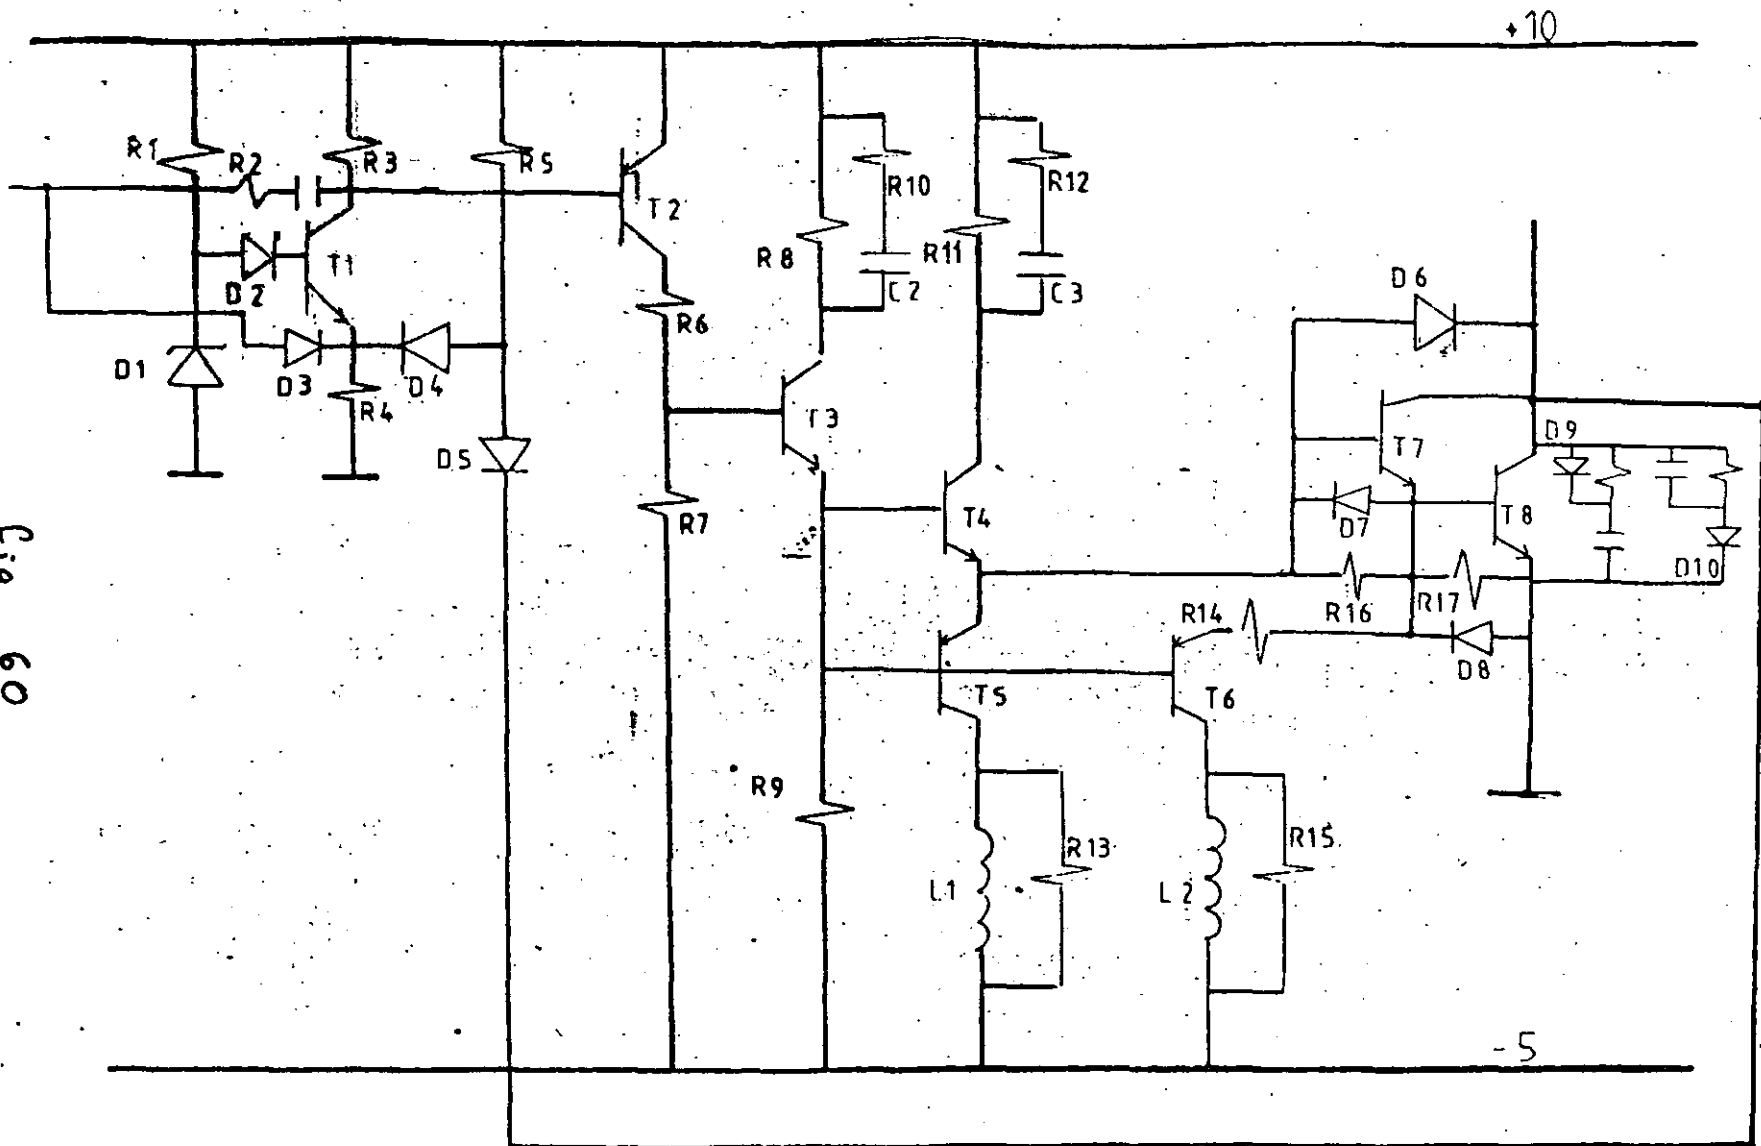 +10
R1
R2
R3
R5
T2
R10
R12
R8
R11
T1
D2
C2
C3
D6
R6
D1
D3
D4
R4
T3
D5
D9
T7
R7
T4
D7
T8
D10
R14
R16
R17
D8
T5
T6
R9
R13
R15
L1
L2
-5
Fig 60